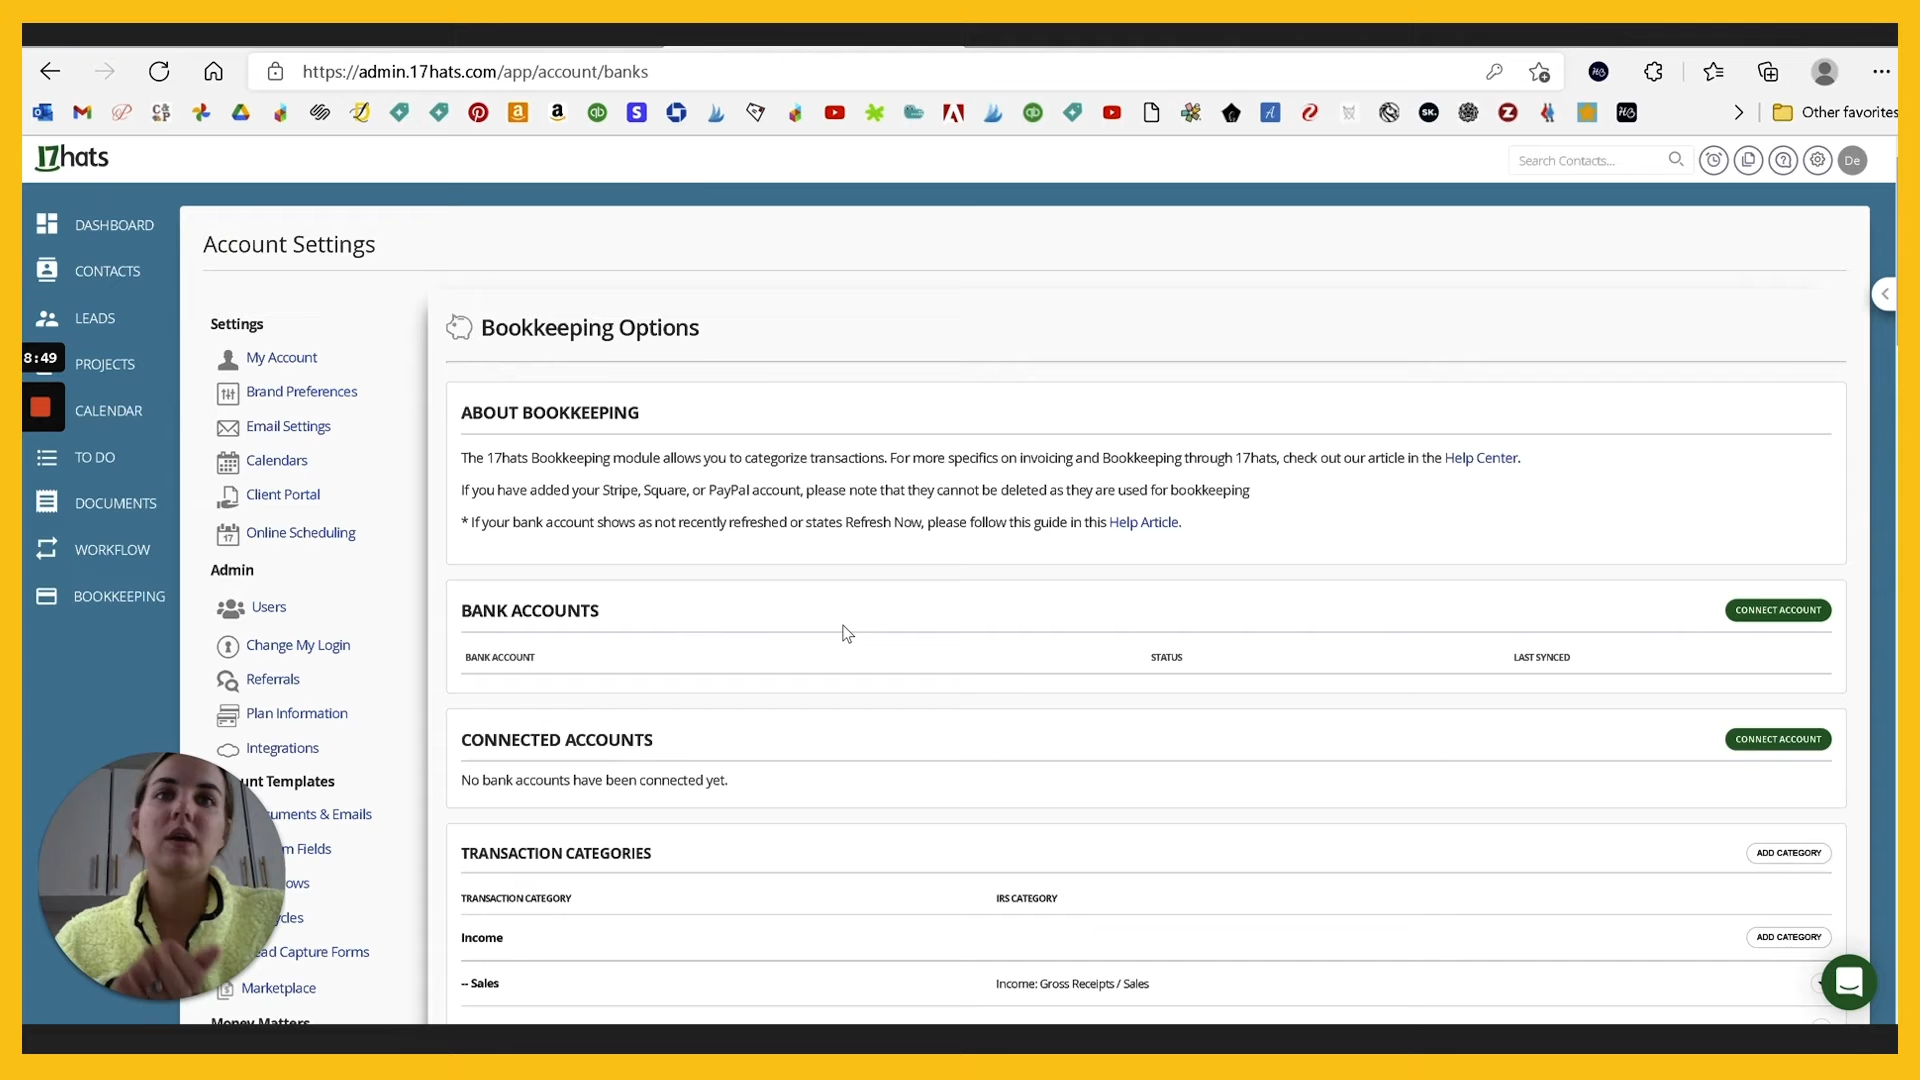 https://admin.17hats.com/app/account/banks
Other favorites
17hats
Search Contacts...
De
DASHBOARD
CONTACTS
LEADS
8:49
PROJECTS
CALENDAR
TO DO
DOCUMENTS
WORKFLOW
BOOKKEEPING
Account Settings
Settings
My Account
Brand Preferences
Email Settings
Calendars
Client Portal
Online Scheduling
Admin
Users
Change My Login
Referrals
Plan Information
Integrations
unt Templates
uments & Emails
m Fields
ows
ycles
ead Capture Forms
Marketplace
Money Matters
Bookkeeping Options
ABOUT BOOKKEEPING
The 17hats Bookkeeping module allows you to categorize transactions. For more specifics on invoicing and Bookkeeping through 17hats, check out our article in the Help Center.
If you have added your Stripe, Square, or PayPal account, please note that they cannot be deleted as they are used for bookkeeping
* If your bank account shows as not recently refreshed or states Refresh Now, please follow this guide in this Help Article.
BANK ACCOUNTS
CONNECT ACCOUNT
BANK ACCOUNT STATUS LAST SYNCED
CONNECTED ACCOUNTS
CONNECT ACCOUNT
No bank accounts have been connected yet.
TRANSACTION CATEGORIES
ADD CATEGORY
TRANSACTION CATEGORY IRS CATEGORY
Income
ADD CATEGORY
-- Sales Income: Gross Receipts / Sales